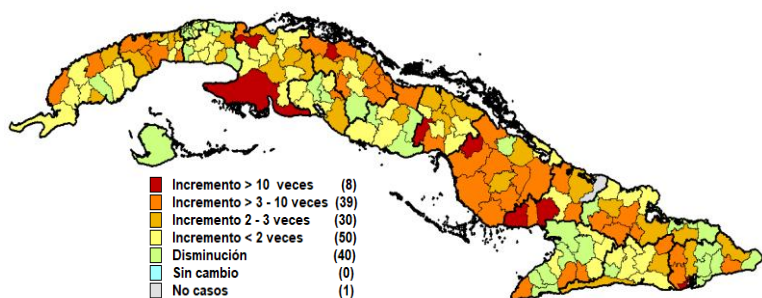 Incremento > 10 veces (8)
Incremento > 3 - 10 veces (39)
Incremento 2 - 3 veces (30)
Incremento < 2 veces (50)
Disminución (40)
Sin cambio (0)
No casos (1)